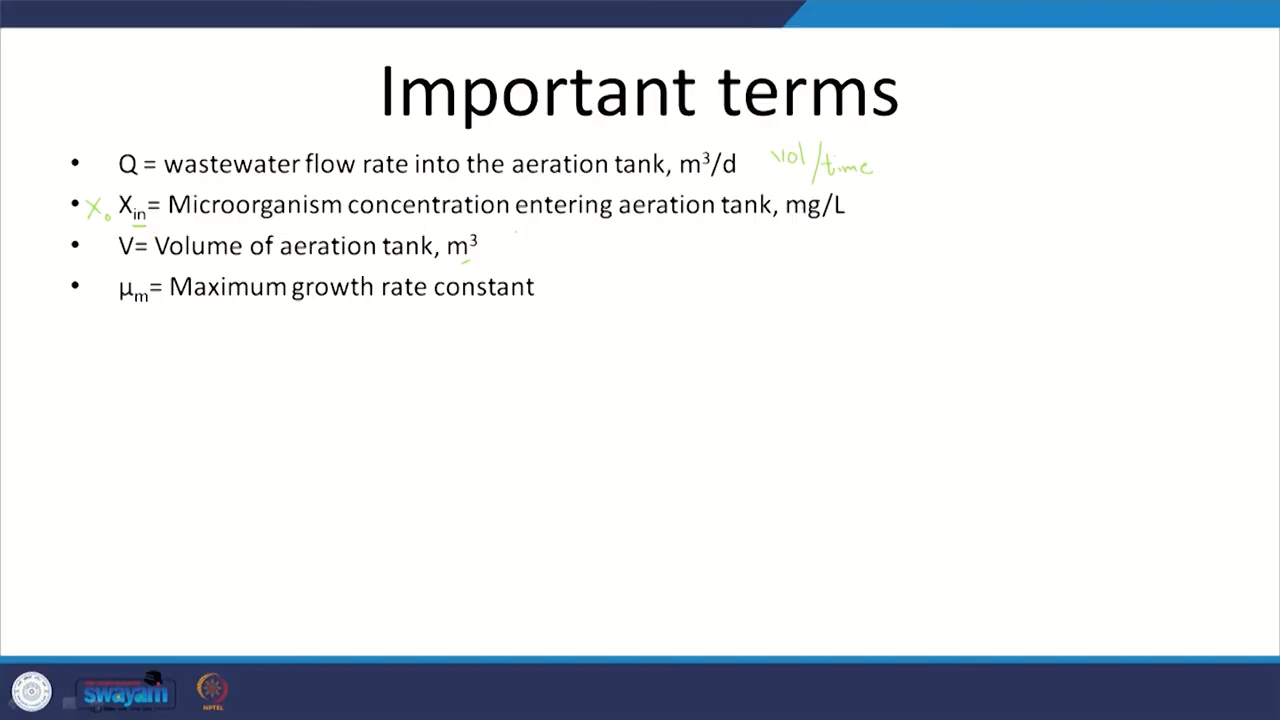 Important terms
• Q = wastewater flow rate into the aeration tank, m³/d vol/time
• X₀ Xᵢₙ= Microorganism concentration entering aeration tank, mg/L
• V= Volume of aeration tank, m³
• µₘ= Maximum growth rate constant
swayam
NPTEL